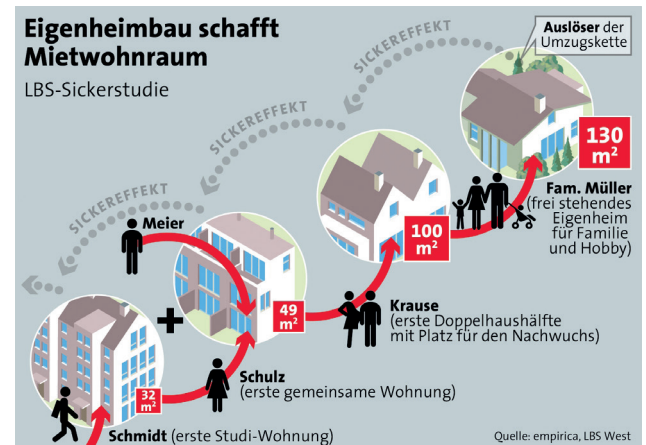 Eigenheimbau schafft
Mietwohnraum
LBS-Sickerstudie
Auslöser der
Umzugskette
SICKEREFFEKT
130
m²
Fam. Müller
(frei stehendes
Eigenheim
für Familie
und Hobby)
SICKEREFFEKT
100
m²
Krause
(erste Doppelhaushälfte
mit Platz für den Nachwuchs)
SICKEREFFEKT
Meier
+
49
m²
Schulz
(erste gemeinsame Wohnung)
32
m²
Schmidt (erste Studi-Wohnung)
Quelle: empirica, LBS West